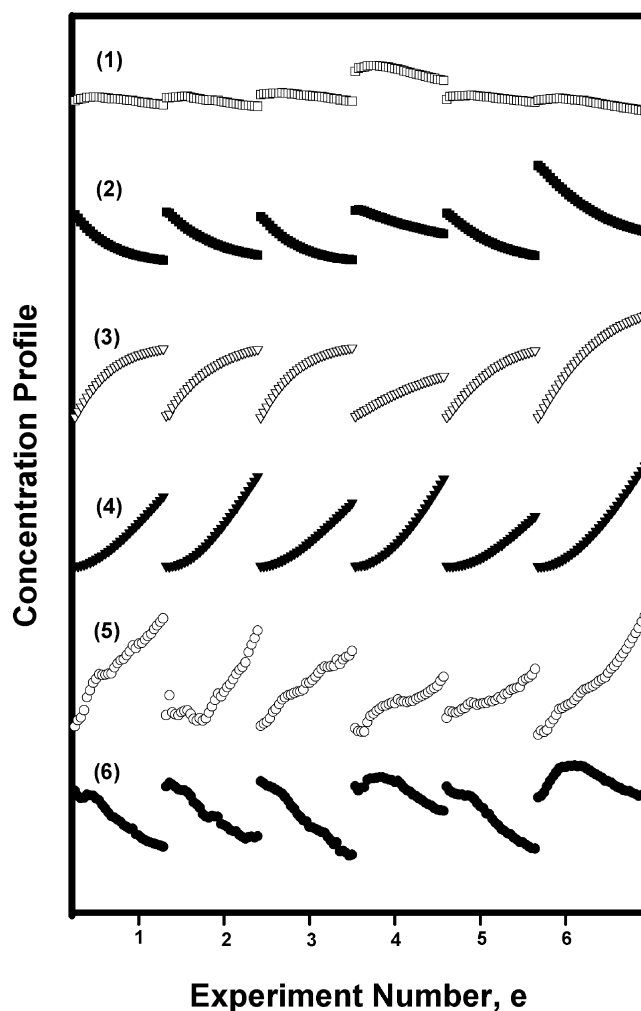 (1)
(2)
(3)
(4)
(5)
(6)
Concentration Profile
1 2 3 4 5 6
Experiment Number, e